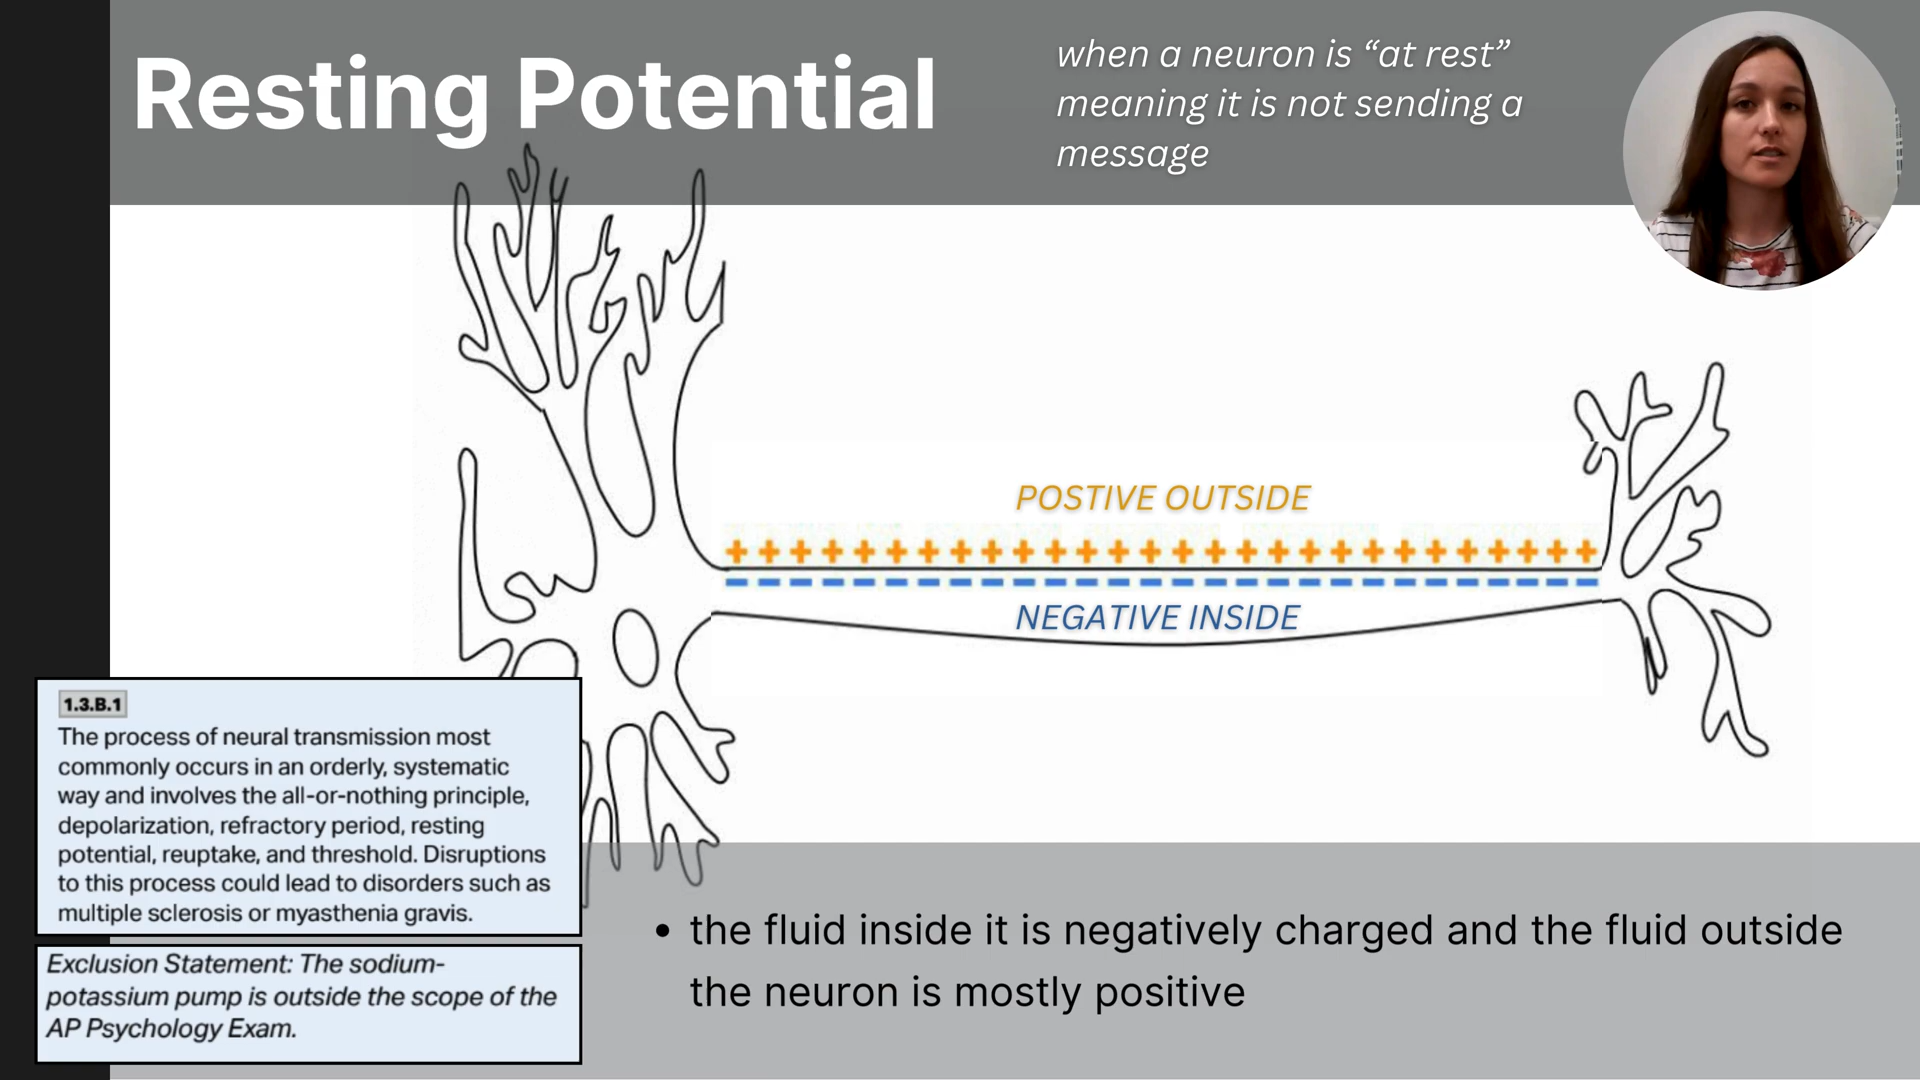 Resting Potential
when a neuron is “at rest”
meaning it is not sending a
message
POSTIVE OUTSIDE
NEGATIVE INSIDE
1.3.B.1
The process of neural transmission most
commonly occurs in an orderly, systematic
way and involves the all-or-nothing principle,
depolarization, refractory period, resting
potential, reuptake, and threshold. Disruptions
to this process could lead to disorders such as
multiple sclerosis or myasthenia gravis.
Exclusion Statement: The sodium-
potassium pump is outside the scope of the
AP Psychology Exam.
• the fluid inside it is negatively charged and the fluid outside
the neuron is mostly positive